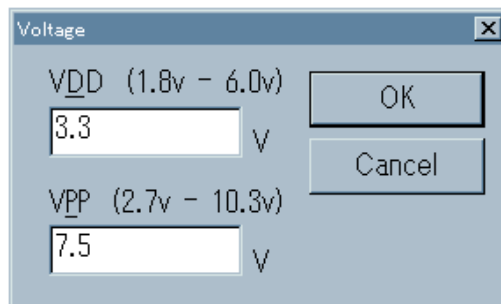 Voltage
VDD (1.8v - 6.0v)
3.3
V
OK
Cancel
VPP (2.7v - 10.3v)
7.5
V